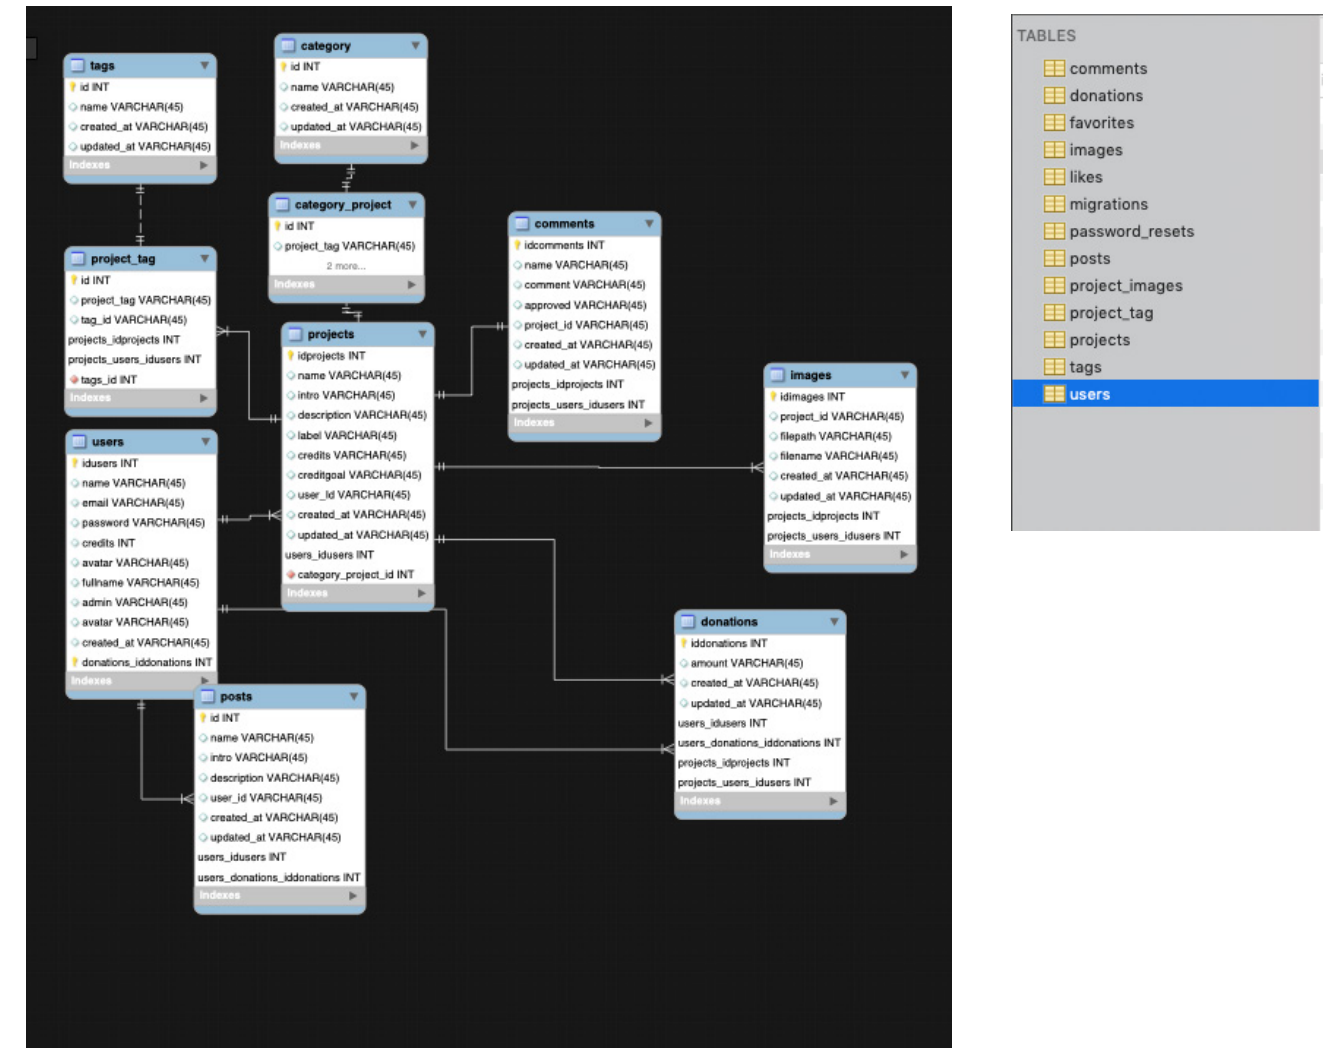 tags
id INT
name VARCHAR(45)
created_at VARCHAR(45)
updated_at VARCHAR(45)
Indexes
category
id INT
name VARCHAR(45)
created_at VARCHAR(45)
updated_at VARCHAR(45)
Indexes
category_project
id INT
project_tag VARCHAR(45)
2 more...
Indexes
project_tag
id INT
project_tag VARCHAR(45)
tag_id VARCHAR(45)
projects_idprojects INT
projects_users_idusers INT
tags_id INT
Indexes
projects
idprojects INT
name VARCHAR(45)
intro VARCHAR(45)
description VARCHAR(45)
label VARCHAR(45)
credits VARCHAR(45)
creditgoal VARCHAR(45)
user_Id VARCHAR(45)
created_at VARCHAR(45)
updated_at VARCHAR(45)
users_idusers INT
category_project_id INT
Indexes
comments
idcomments INT
name VARCHAR(45)
comment VARCHAR(45)
approved VARCHAR(45)
project_id VARCHAR(45)
created_at VARCHAR(45)
updated_at VARCHAR(45)
projects_idprojects INT
projects_users_idusers INT
Indexes
images
idimages INT
project_id VARCHAR(45)
filepath VARCHAR(45)
filename VARCHAR(45)
created_at VARCHAR(45)
updated_at VARCHAR(45)
projects_idprojects INT
projects_users_idusers INT
Indexes
users
idusers INT
name VARCHAR(45)
email VARCHAR(45)
password VARCHAR(45)
credits INT
avatar VARCHAR(45)
fullname VARCHAR(45)
admin VARCHAR(45)
avatar VARCHAR(45)
created_at VARCHAR(45)
donations_iddonations INT
Indexes
posts
id INT
name VARCHAR(45)
intro VARCHAR(45)
description VARCHAR(45)
user_id VARCHAR(45)
created_at VARCHAR(45)
updated_at VARCHAR(45)
users_idusers INT
users_donations_iddonations INT
Indexes
donations
iddonations INT
amount VARCHAR(45)
created_at VARCHAR(45)
updated_at VARCHAR(45)
users_idusers INT
users_donations_iddonations INT
projects_idprojects INT
projects_users_idusers INT
Indexes
TABLES
comments
donations
favorites
images
likes
migrations
password_resets
posts
project_images
project_tag
projects
tags
users